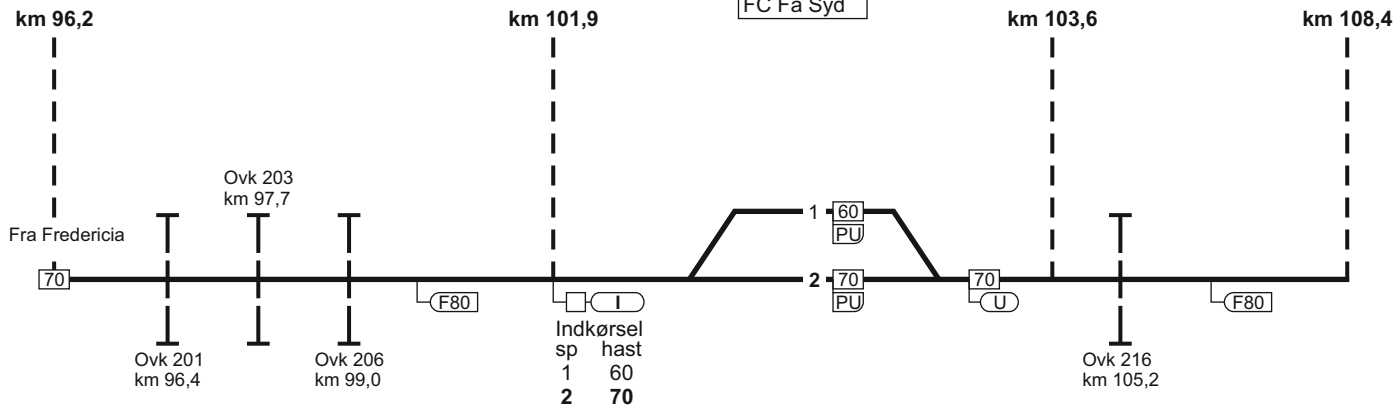 FC Fa Syd
km 96,2
km 101,9
km 103,6
km 108,4
Ovk 203
km 97,7
Fra Fredericia
1 60
PU
70
2 70
PU
70
U
F80
I
F80
Indkørsel
sp hast
1 60
2 70
Ovk 201
km 96,4
Ovk 206
km 99,0
Ovk 216
km 105,2